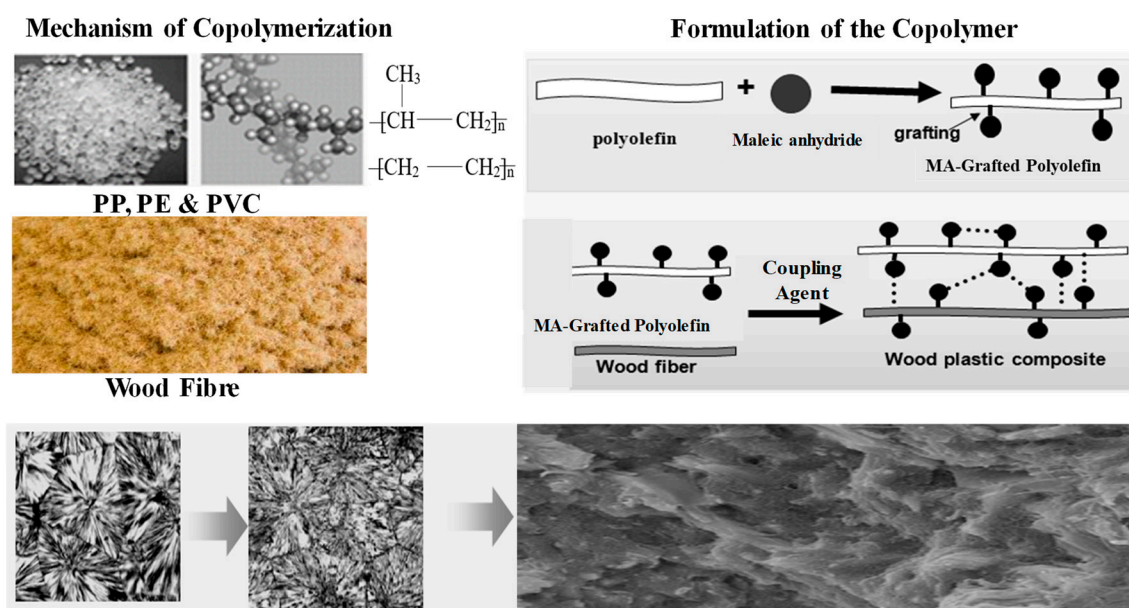 Mechanism of Copolymerization
CH3
-[CH—CH2]n
-[CH2—CH2]n
PP, PE & PVC
Wood Fibre
Formulation of the Copolymer
polyolefin
+
Maleic anhydride
grafting
MA-Grafted Polyolefin
MA-Grafted Polyolefin
Wood fiber
Coupling
Agent
Wood plastic composite